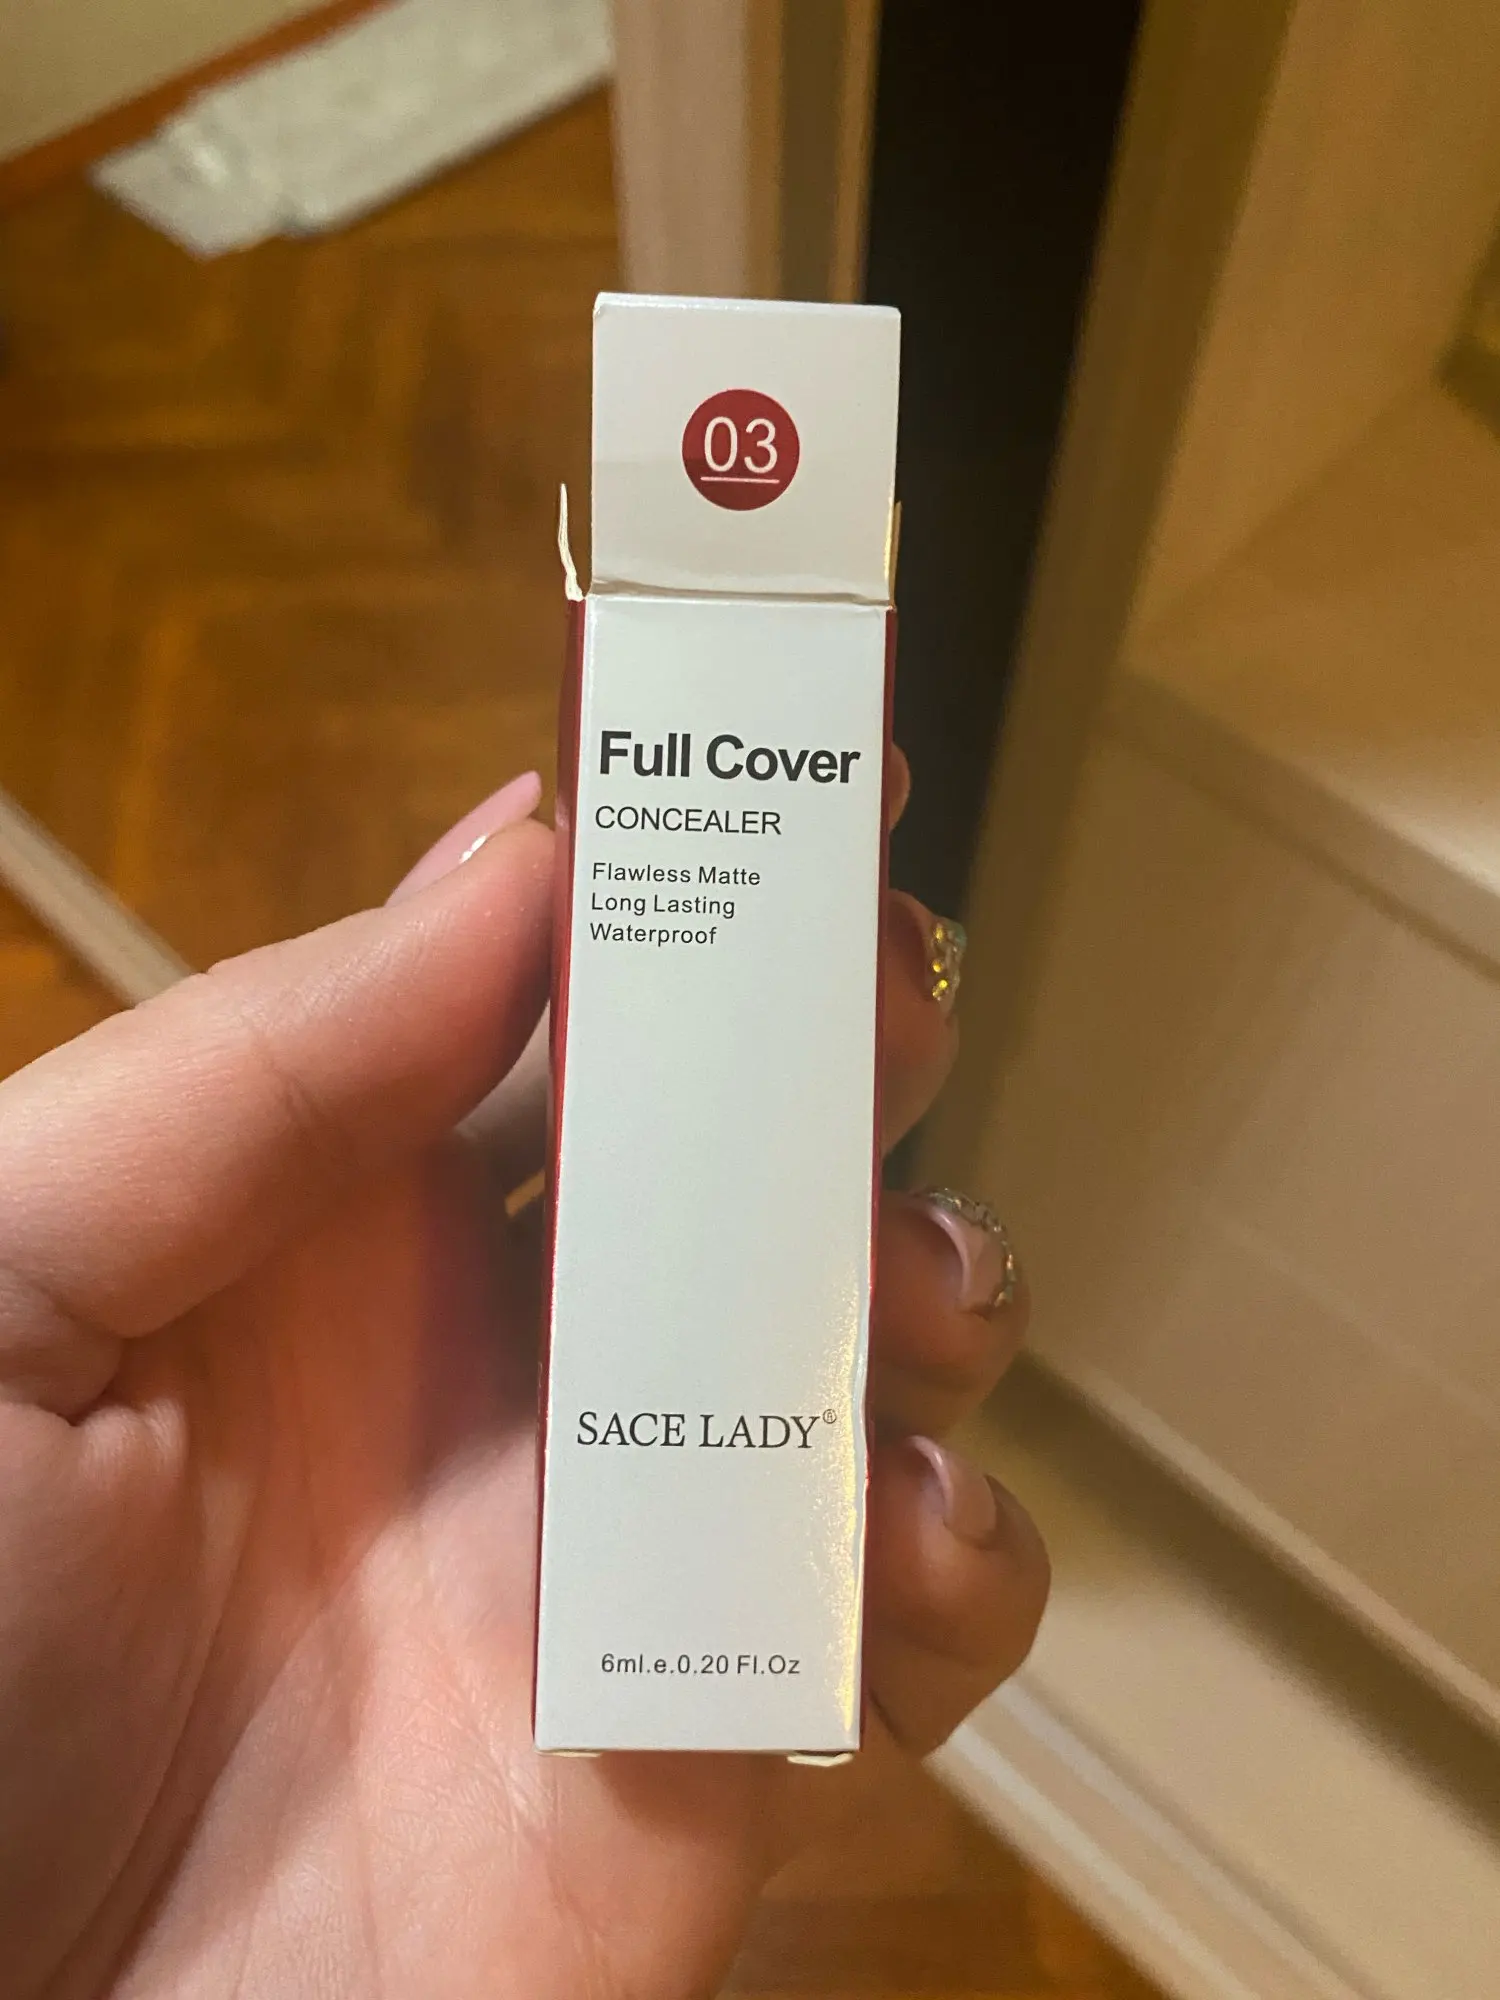 03
Full Cover
CONCEALER
Flawless Matte
Long Lasting
Waterproof
SACE LADY®
6ml.e.0.20 Fl.Oz